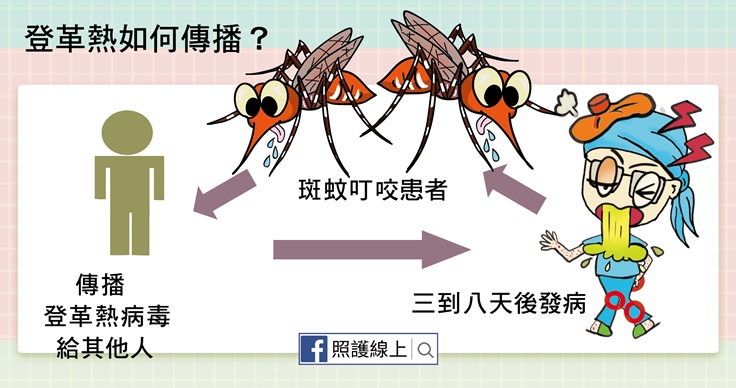 登革熱如何傳播？
斑蚊叮咬患者
傳播
登革熱病毒
給其他人
三到八天後發病
f 照護線上